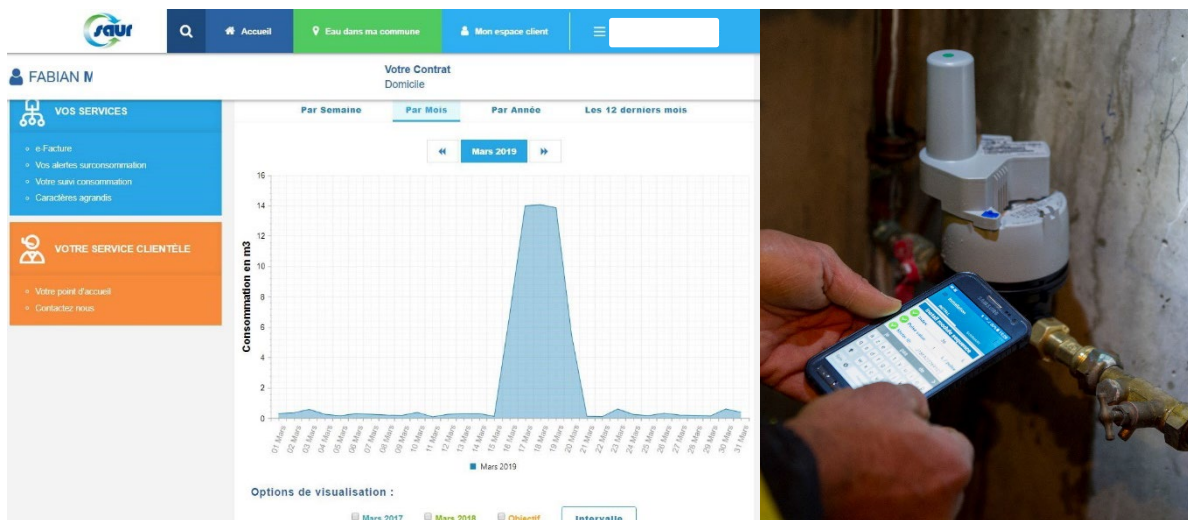 saur
Accueil
Eau dans ma commune
Mon espace client
FABIAN M
Votre Contrat
Domicile
VOS SERVICES
e-Facture
Vos alertes surconsommation
Votre suivi consommation
Caractères agrandis
VOTRE SERVICE CLIENTÈLE
Votre point d'accueil
Contactez nous
Par Semaine
Par Mois
Par Année
Les 12 derniers mois
Mars 2019
Consommation en m3
16
14
12
10
8
6
4
2
0
01 Mars
02 Mars
03 Mars
04 Mars
05 Mars
06 Mars
07 Mars
08 Mars
09 Mars
10 Mars
11 Mars
12 Mars
13 Mars
14 Mars
15 Mars
16 Mars
17 Mars
18 Mars
19 Mars
20 Mars
21 Mars
22 Mars
23 Mars
24 Mars
25 Mars
26 Mars
27 Mars
28 Mars
29 Mars
30 Mars
31 Mars
Mars 2019
Options de visualisation :
Mars 2017
Mars 2018
Objectif
Intervalle
Install module sequence